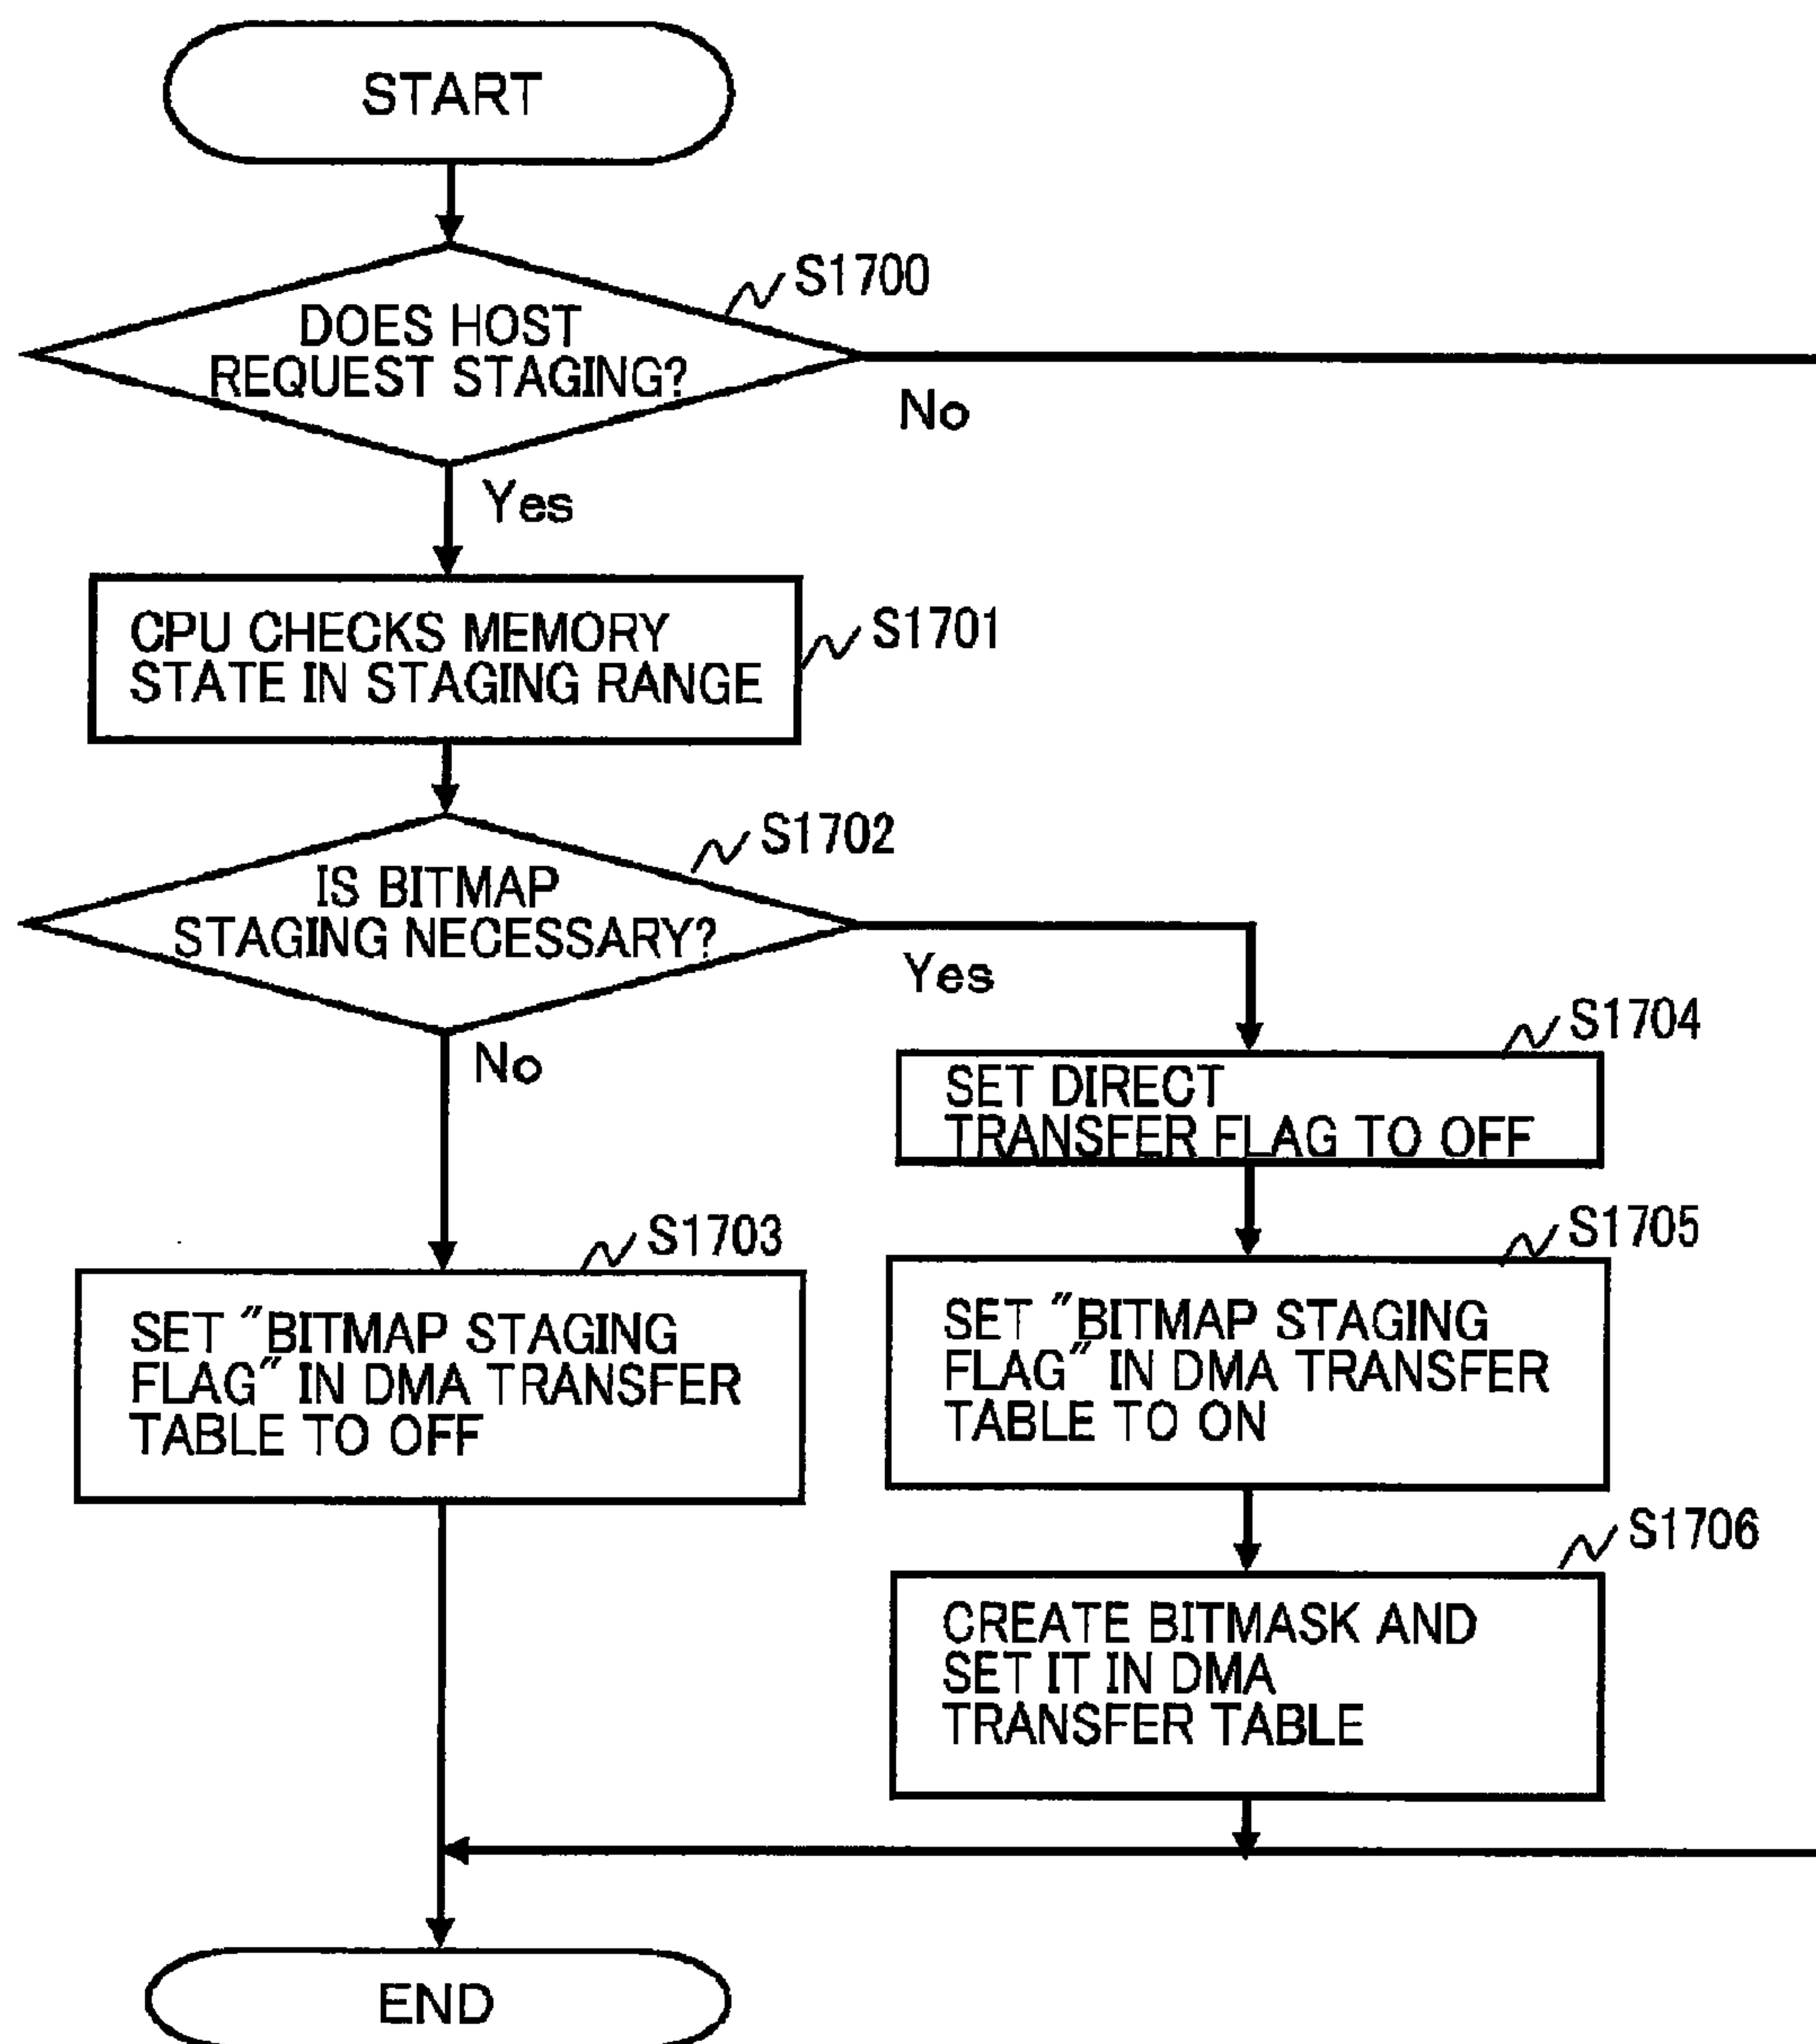 START
S1700
DOES HOST
REQUEST STAGING?
No
Yes
CPU CHECKS MEMORY
STATE IN STAGING RANGE
S1701
S1702
IS BITMAP
STAGING NECESSARY?
Yes
No
S1704
SET DIRECT
TRANSFER FLAG TO OFF
S1703
SET "BITMAP STAGING
FLAG" IN DMA TRANSFER
TABLE TO OFF
S1705
SET "BITMAP STAGING
FLAG" IN DMA TRANSFER
TABLE TO ON
S1706
CREATE BITMASK AND
SET IT IN DMA
TRANSFER TABLE
END